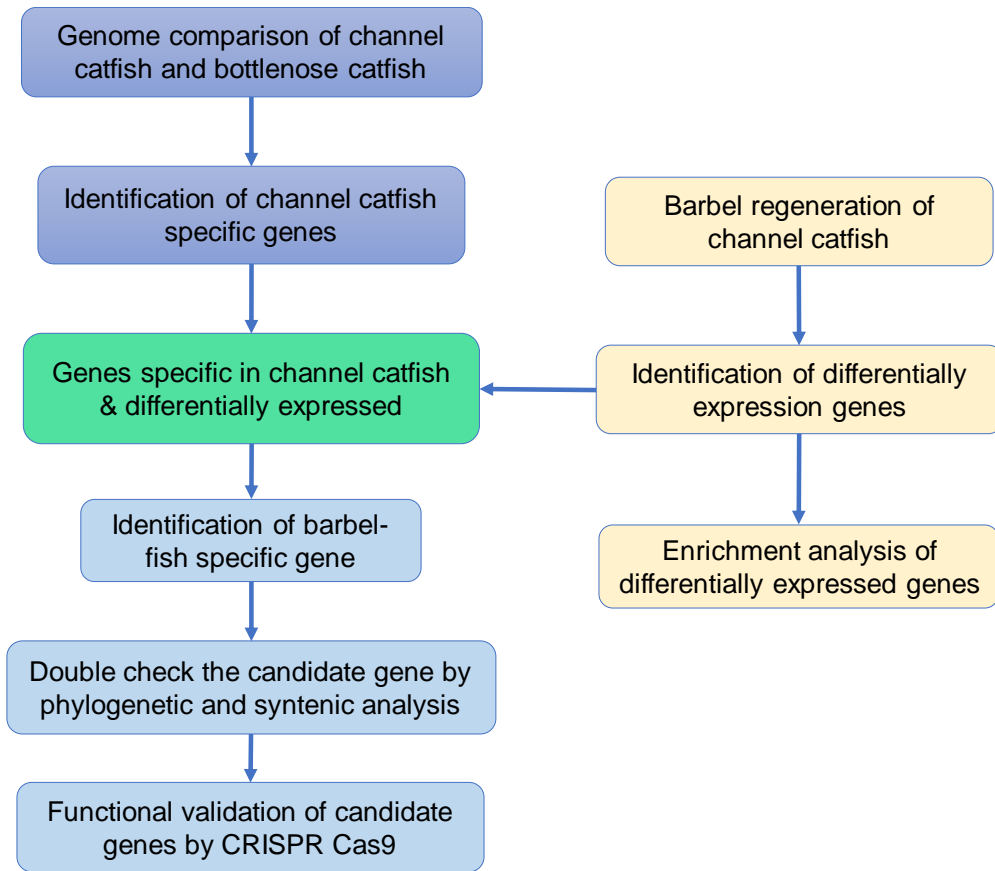 Genome comparison of channel
catfish and bottlenose catfish
Identification of channel catfish
specific genes
Genes specific in channel catfish
& differentially expressed
Identification of barbel-
fish specific gene
Double check the candidate gene by
phylogenetic and syntenic analysis
Functional validation of candidate
genes by CRISPR Cas9
Barbel regeneration of
channel catfish
Identification of differentially
expression genes
Enrichment analysis of
differentially expressed genes